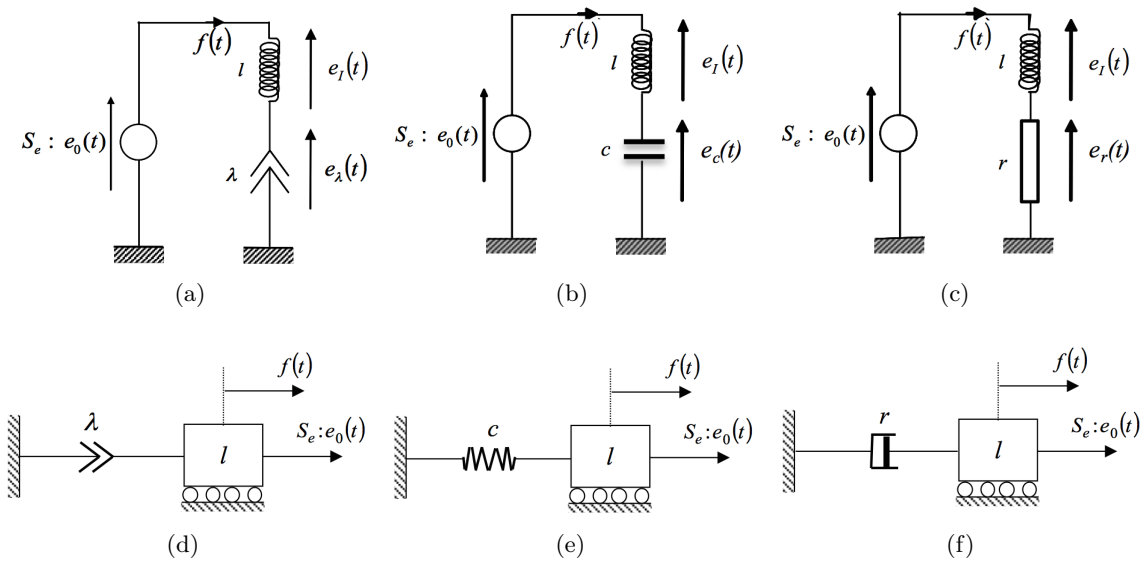 f(t)
l
e_I(t)
S_e : e_0(t)
λ
e_λ(t)
(a)
f(t)
l
e_I(t)
S_e : e_0(t)
c
e_c(t)
(b)
f(t)
l
e_I(t)
S_e : e_0(t)
r
e_r(t)
(c)
f(t)
λ
S_e:e_0(t)
l
(d)
f(t)
c
S_e:e_0(t)
l
(e)
f(t)
r
S_e:e_0(t)
l
(f)